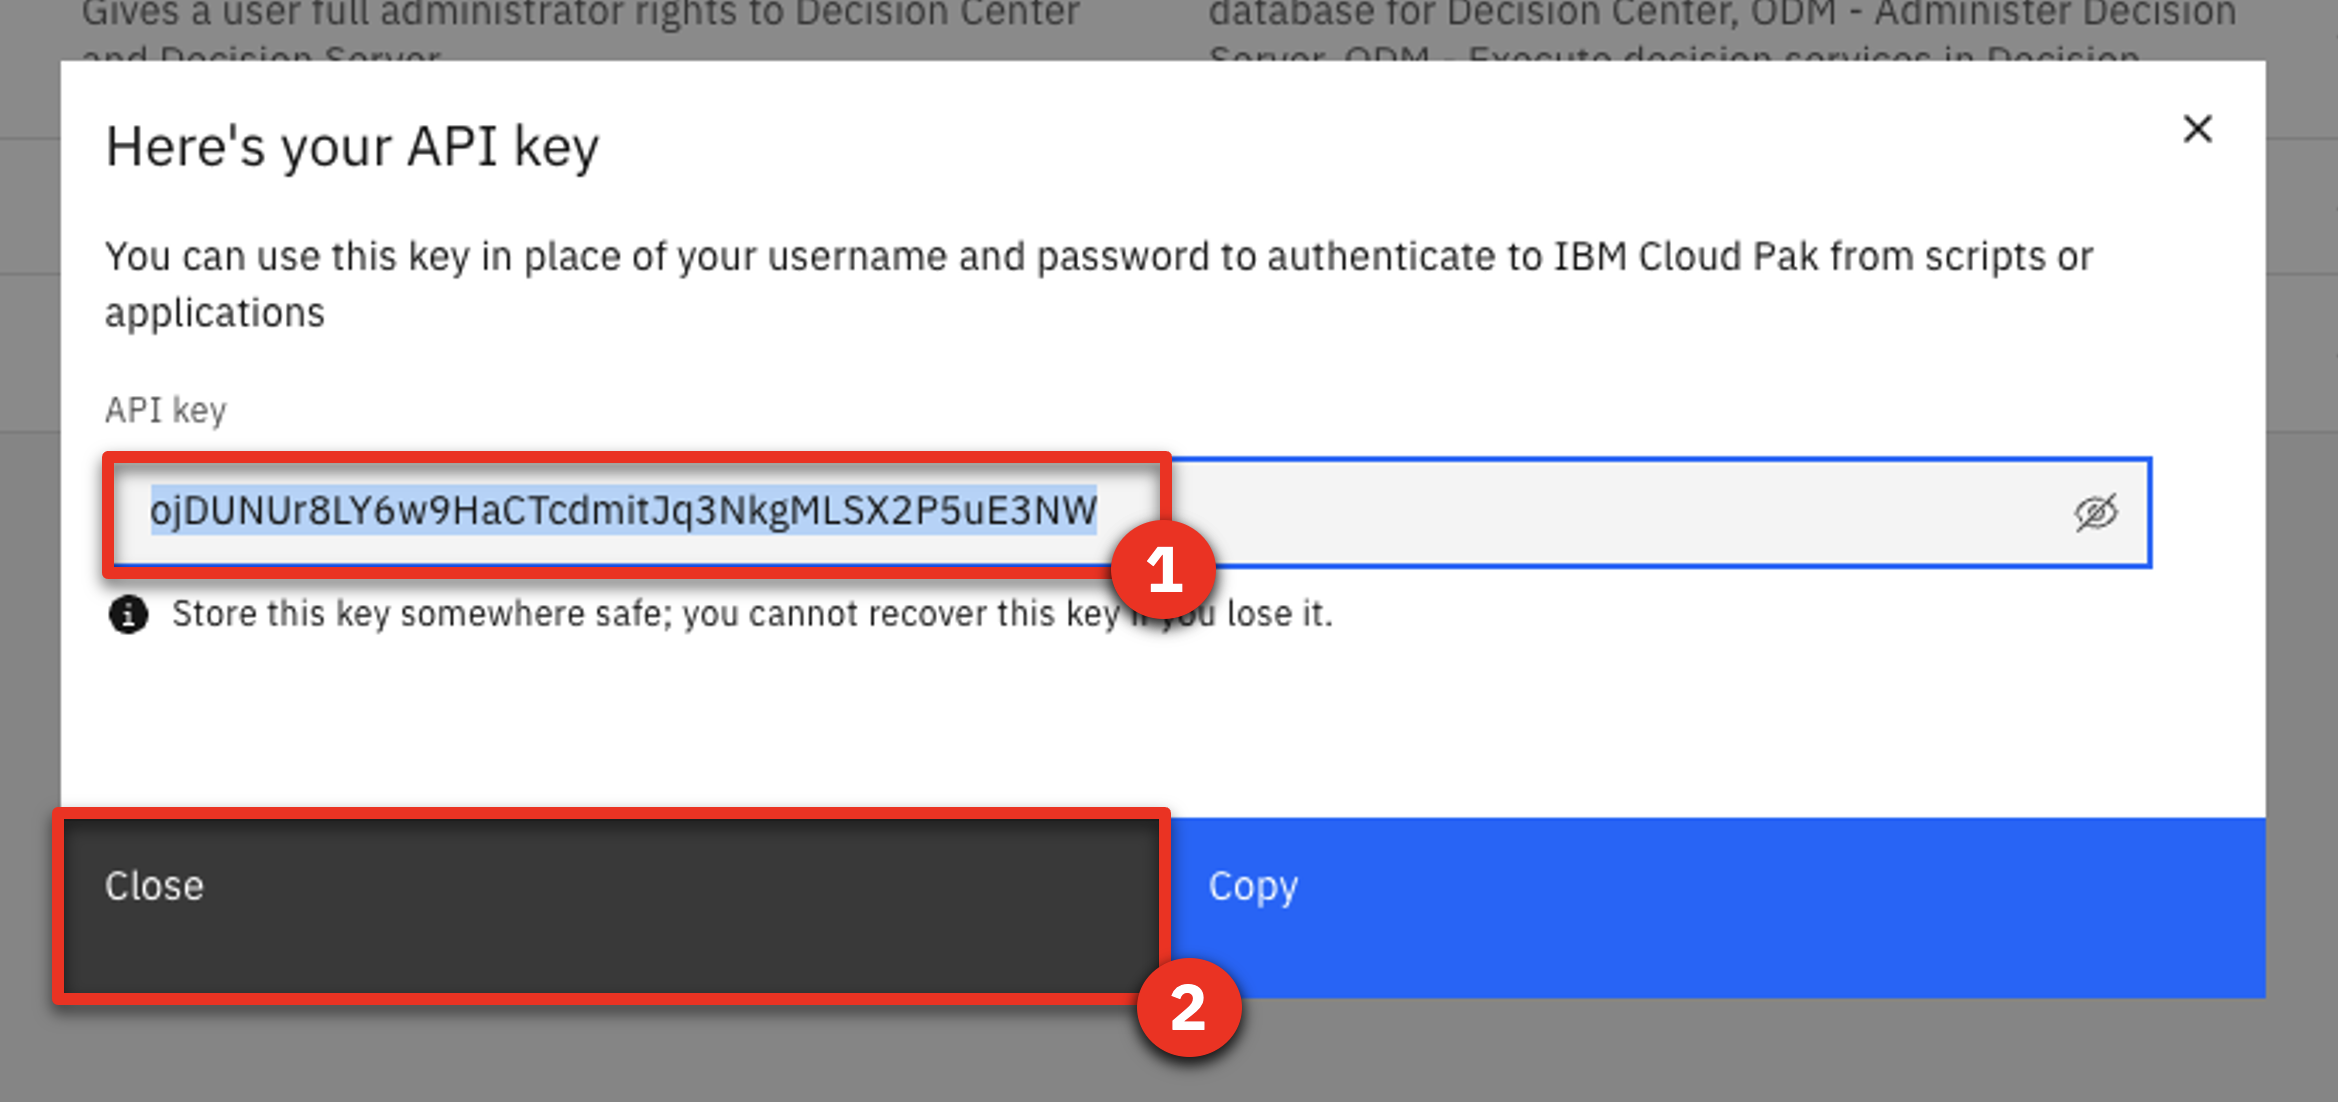 Gives a user full administrator rights to Decision Center
and Decision Server
database for Decision Center, ODM - Administer Decision
Server, ODM - Execute decision services in Decision
Here's your API key
You can use this key in place of your username and password to authenticate to IBM Cloud Pak from scripts or
applications
API key
ojDUNUr8LY6w9HaCTcdmitJq3NkgMLSX2P5uE3NW
1
Store this key somewhere safe; you cannot recover this key if you lose it.
Close
Copy
2